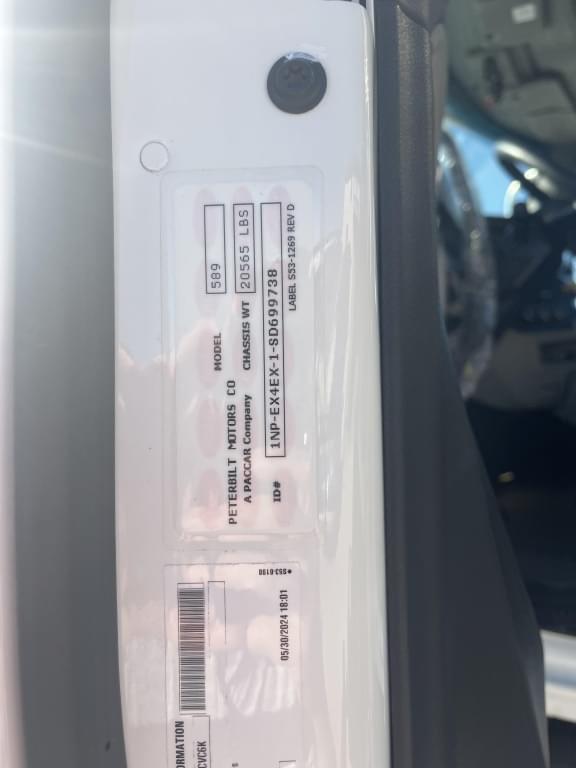 PETERBILT MOTORS CO MODEL 589
A PACCAR Company CHASSIS WT 20565 LBS
ID# 1NP-EX4EX-1-SD699738
LABEL S53-1269 REV D
RMATION
CVC6K
05/30/2024 18:01
● S53-6198